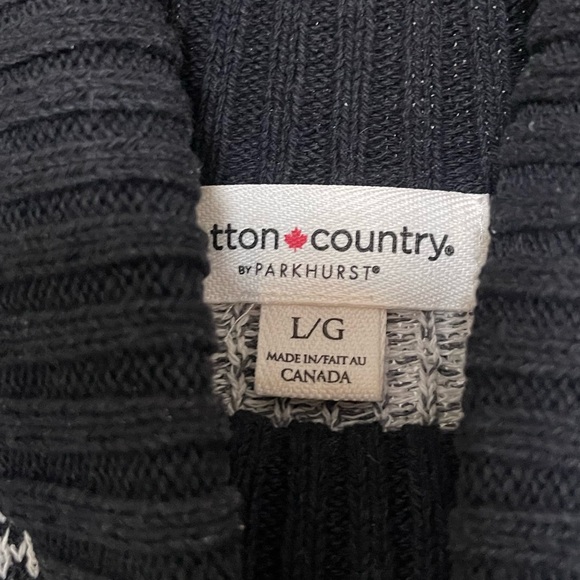 tton country®
BY PARKHURST®
L/G
MADE IN/FAIT AU
CANADA